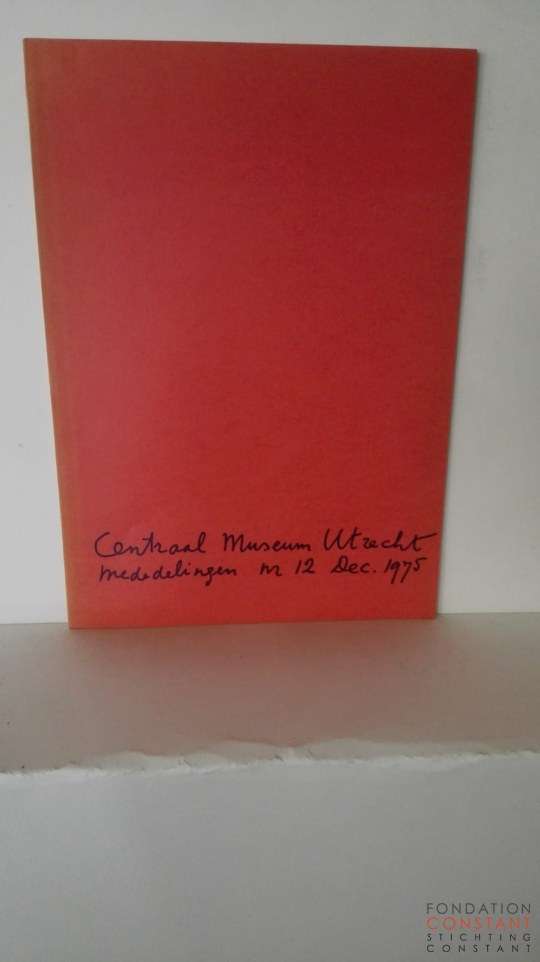 Centraal Museum Utrecht
mededelingen nr 12 Dec. 1975
FONDATION
CONSTANT
STICHTING
CONSTANT